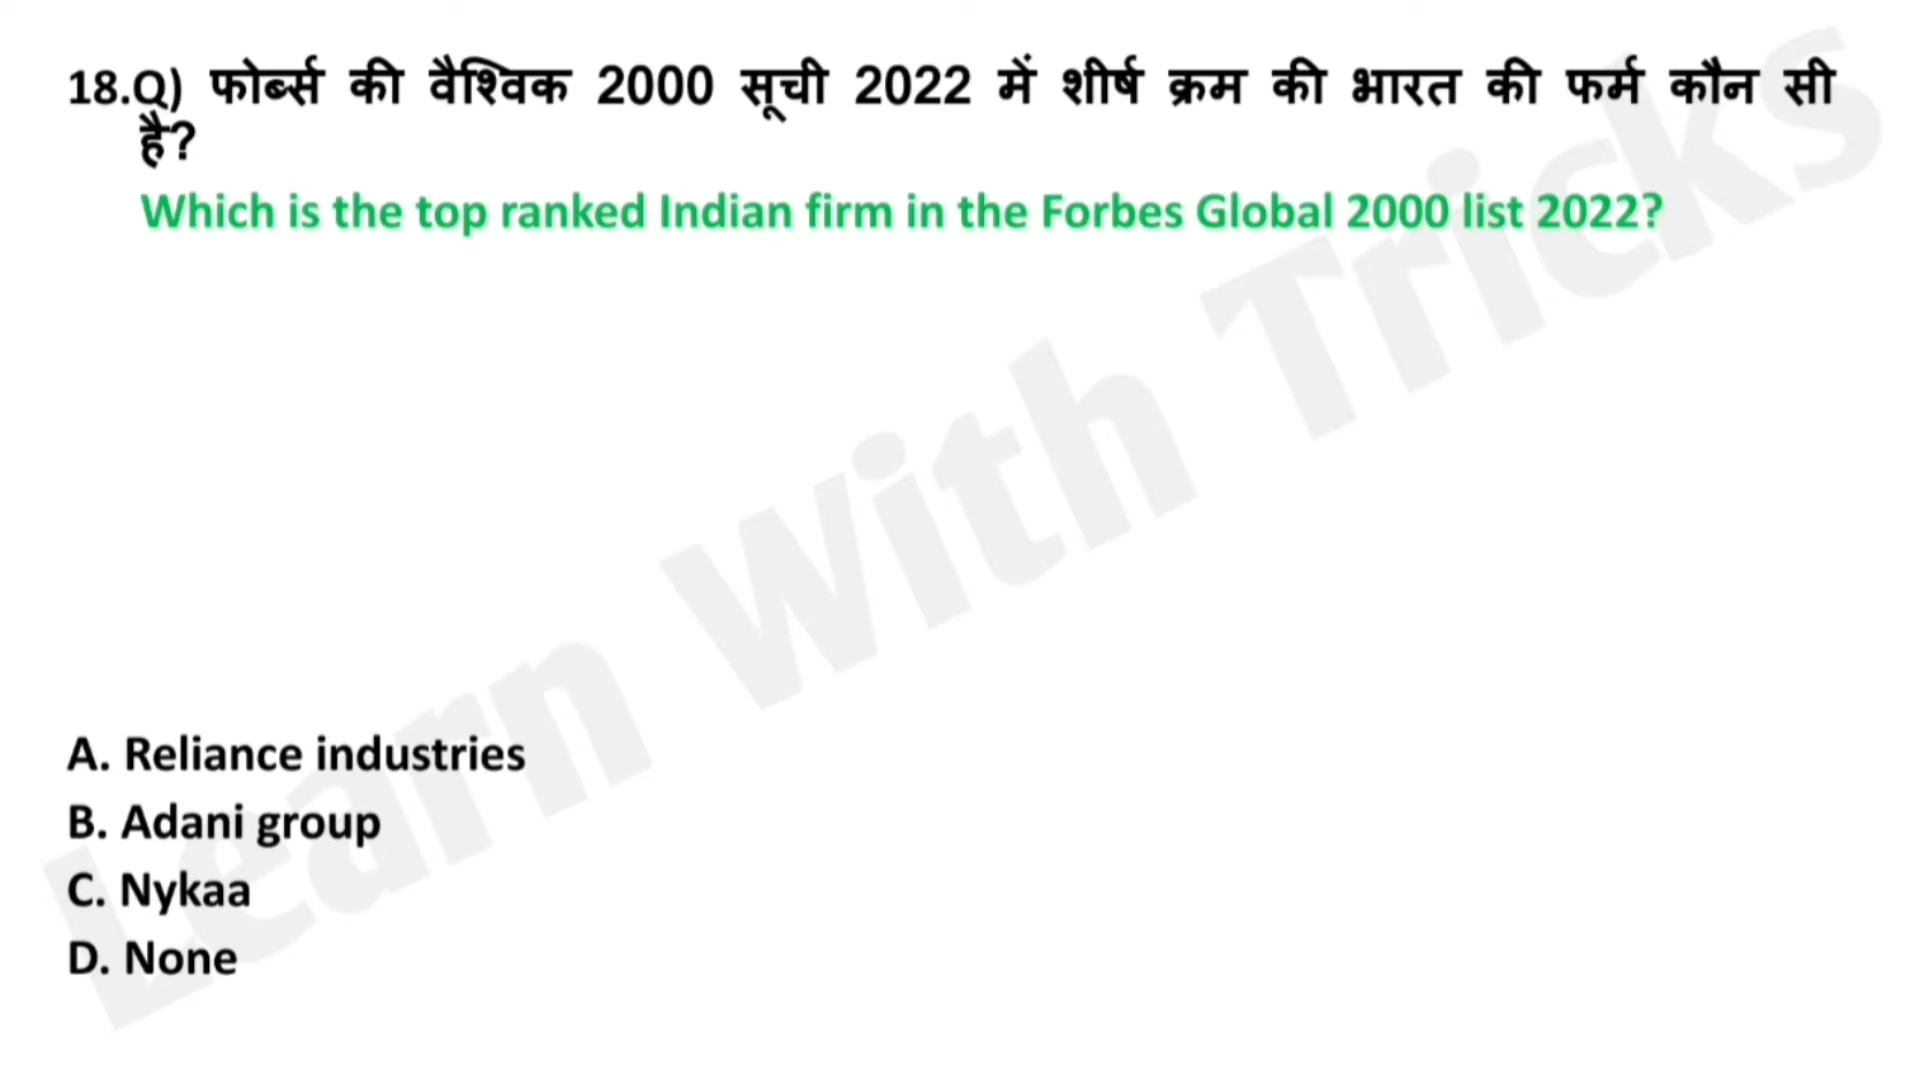 18.Q) फोर्ब्स की वैश्विक 2000 सूची 2022 में शीर्ष क्रम की भारत की फर्म कौन सी
है?
Which is the top ranked Indian firm in the Forbes Global 2000 list 2022?
Learn With Tricks
A. Reliance industries
B. Adani group
C. Nykaa
D. None